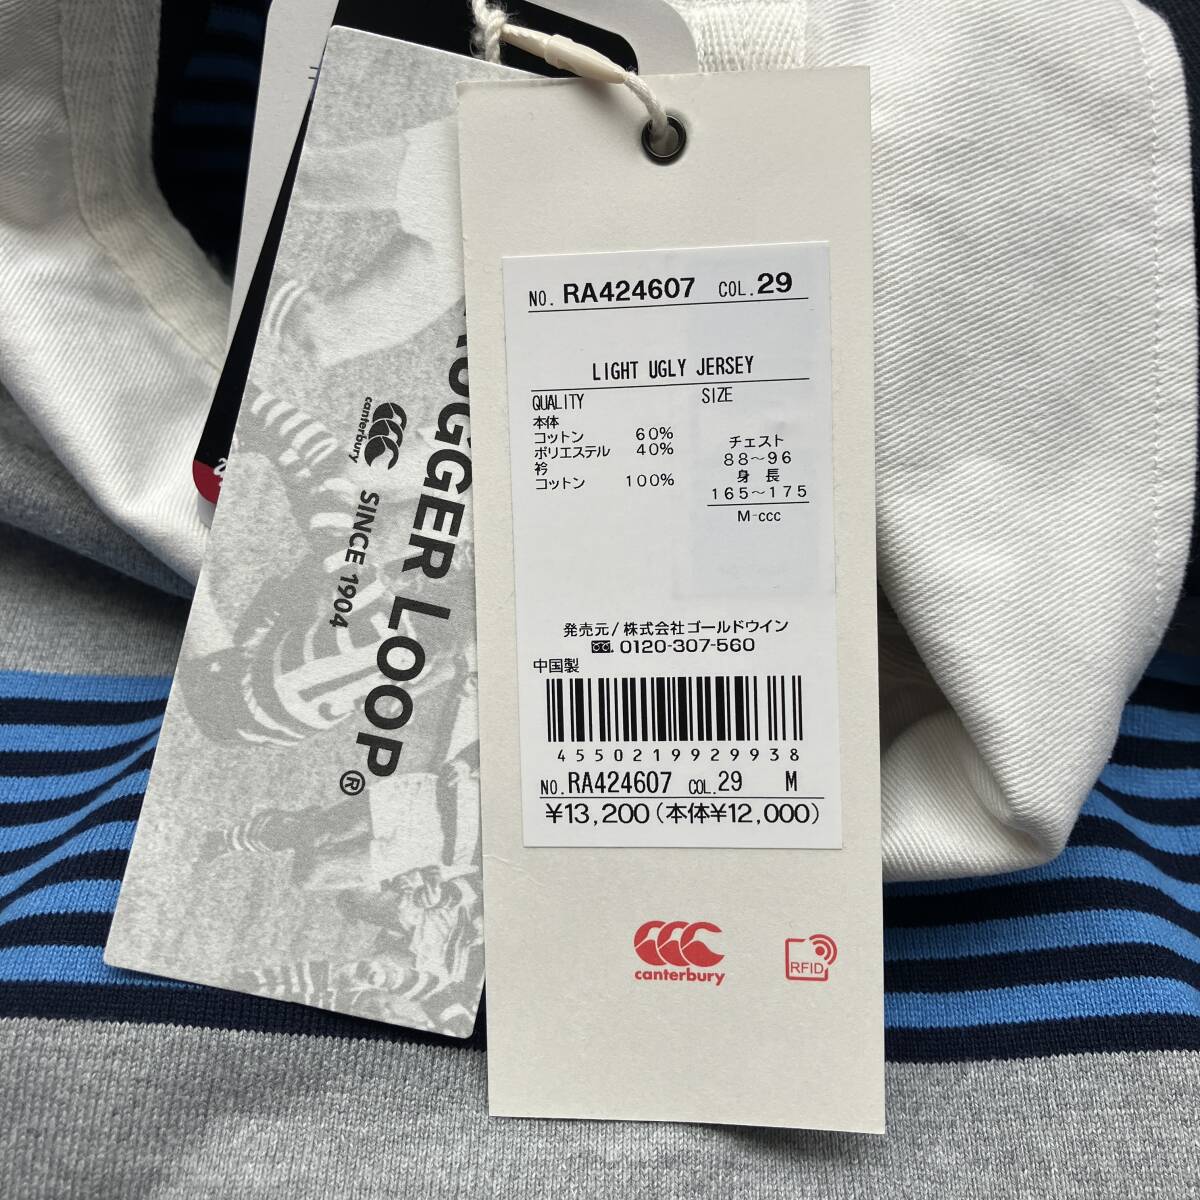 NO. RA424607 COL. 29
LIGHT UGLY JERSEY
QUALITY SIZE
本体
コットン 60%
ポリエステル 40%
衿
コットン 100%
チェスト
88～96
身長
165～175
M-ccc
発売元/株式会社ゴールドウイン
0120-307-560
中国製
4550219929938
NO. RA424607 COL. 29 M
¥13,200(本体¥12,000)
canterbury
RFID
LOOP®
canterbury
SINCE 1904